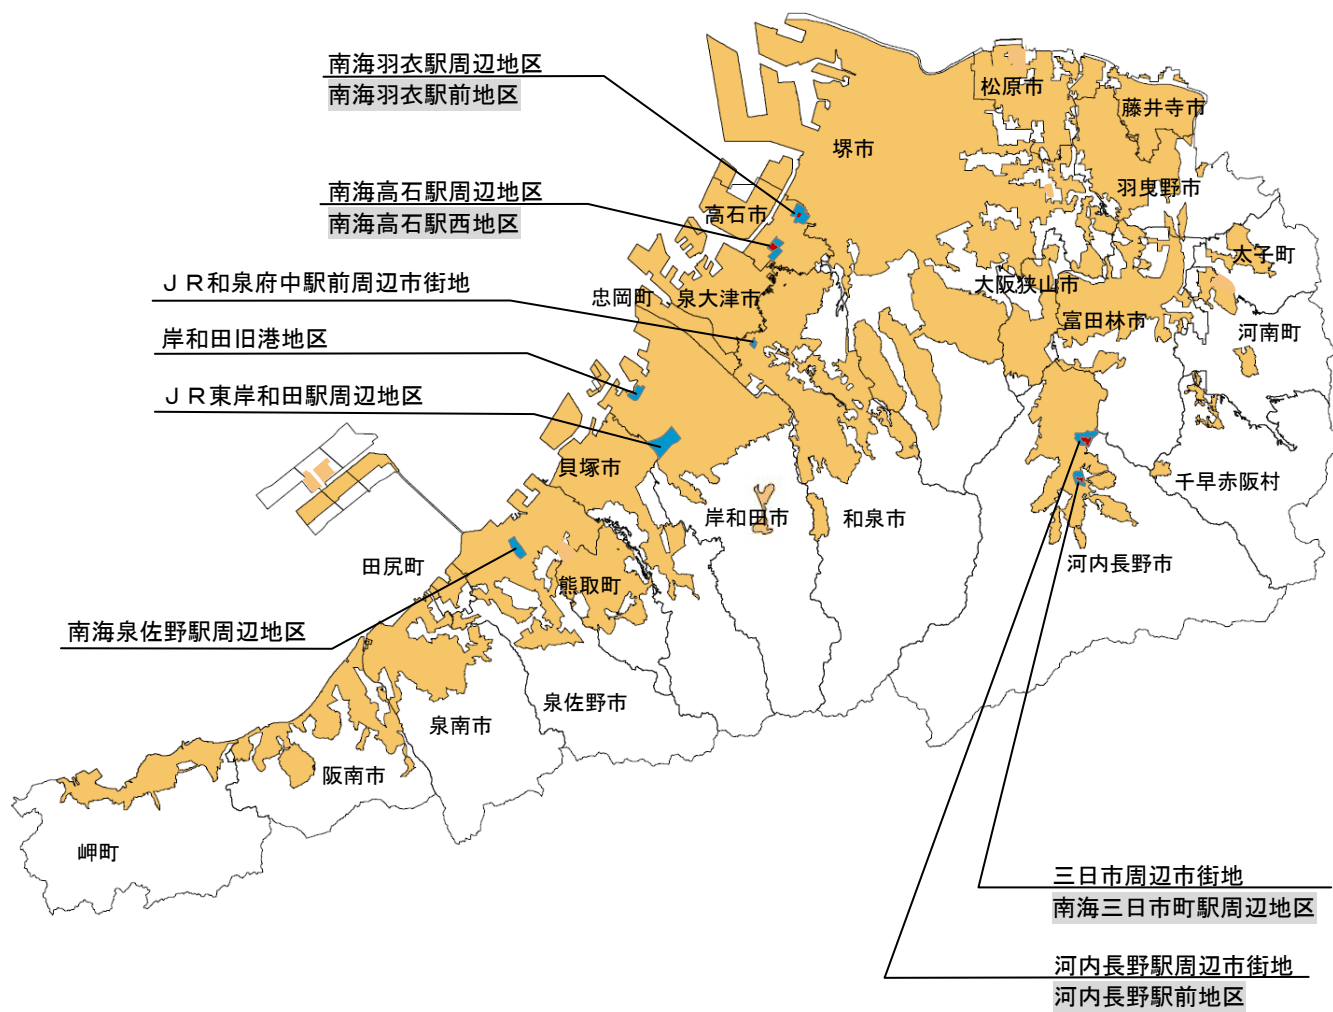 南海羽衣駅周辺地区
南海羽衣駅前地区
松原市
藤井寺市
堺市
羽曳野市
南海高石駅周辺地区
南海高石駅西地区
高石市
太子町
ＪＲ和泉府中駅前周辺市街地
忠岡町
泉大津市
大阪狭山市
富田林市
河南町
岸和田旧港地区
ＪＲ東岸和田駅周辺地区
貝塚市
千早赤阪村
岸和田市
和泉市
田尻町
熊取町
河内長野市
南海泉佐野駅周辺地区
泉佐野市
泉南市
阪南市
岬町
三日市周辺市街地
南海三日市町駅周辺地区
河内長野駅周辺市街地
河内長野駅前地区